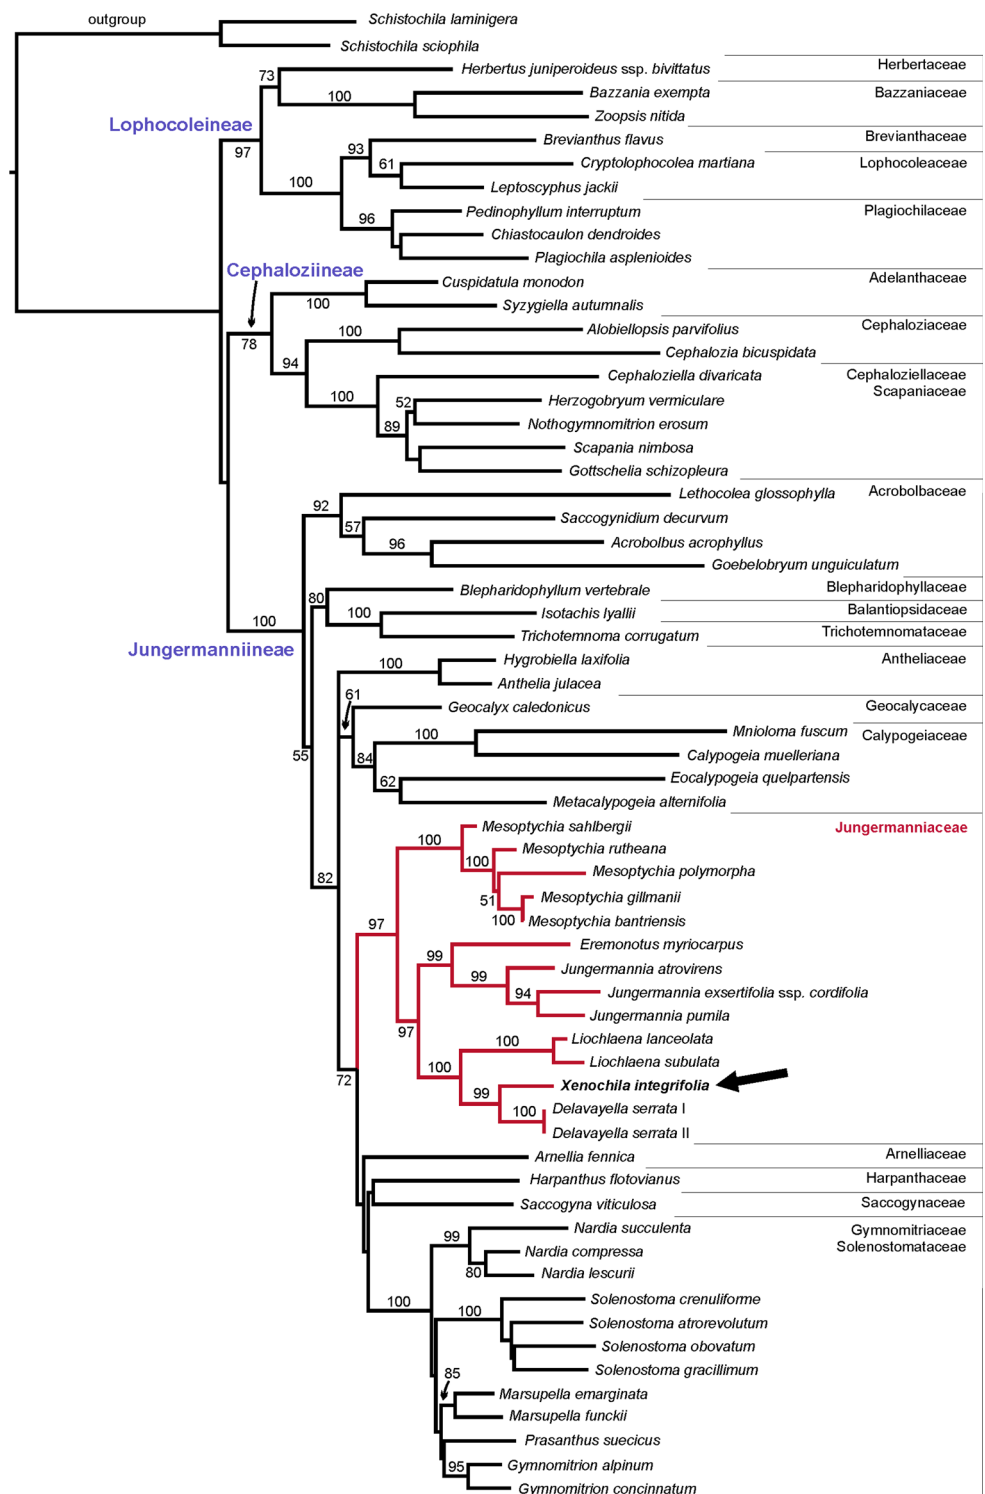 outgroup
Schistochila laminigera
Schistochila sciophila
Herbertaceae
73
Herbertus juniperoideus ssp. bivittatus
100
Bazzania exempta
Bazzaniaceae
Zoopsis nitida
Lophocoleineae
97
Brevianthaceae
93
Brevianthus flavus
61
Cryptolophocolea martiana
Lophocoleaceae
100
Leptoscyphus jackii
96
Pedinophyllum interruptum
Plagiochilaceae
Chiastocaulon dendroides
Plagiochila asplenioides
Cephaloziineae
Adelanthaceae
Cuspidatula monodon
100
Syzygiella autumnalis
78
100
Alobiellopsis parvifolius
Cephaloziaceae
94
Cephalozia bicuspidata
Cephaloziella divaricata
Cephaloziellaceae
Scapaniaceae
100
52
Herzogobryum vermiculare
89
Nothogymnomitrion erosum
Scapania nimbosa
Gottschelia schizopleura
92
Lethocolea glossophylla
Acrobolbaceae
57
Saccogynidium decurvum
96
Acrobolbus acrophyllus
Goebelobryum unguiculatum
80
Blepharidophyllum vertebrale
Blepharidophyllaceae
100
Isotachis lyallii
Balantiopsidaceae
100
Trichotemnoma corrugatum
Trichotemnomataceae
Jungermanniineae
100
Hygrobiella laxifolia
Antheliaceae
Anthelia julacea
61
Geocalyx caledonicus
Geocalycaceae
100
Mnioloma fuscum
Calypogeiaceae
55
84
Calypogeia muelleriana
62
Eocalypogeia quelpartensis
Metacalypogeia alternifolia
100
Mesoptychia sahlbergii
Jungermanniaceae
100
Mesoptychia rutheana
Mesoptychia polymorpha
82
51
Mesoptychia gillmanii
100
Mesoptychia bantriensis
97
99
Eremonotus myriocarpus
99
Jungermannia atrovirens
94
Jungermannia exsertifolia ssp. cordifolia
Jungermannia pumila
97
100
Liochlaena lanceolata
100
Liochlaena subulata
72
99
Xenochila integrifolia
100
Delavayella serrata I
Delavayella serrata II
Arnellia fennica
Arnelliaceae
Harpanthus flotovianus
Harpanthaceae
Saccogyna viticulosa
Saccogynaceae
99
Nardia succulenta
Gymnomitriaceae
Solenostomataceae
Nardia compressa
80
Nardia lescurii
100
100
Solenostoma crenuliforme
Solenostoma atrorevolutum
Solenostoma obovatum
Solenostoma gracillimum
85
Marsupella emarginata
Marsupella funckii
Prasanthus suecicus
95
Gymnomitrion alpinum
Gymnomitrion concinnatum